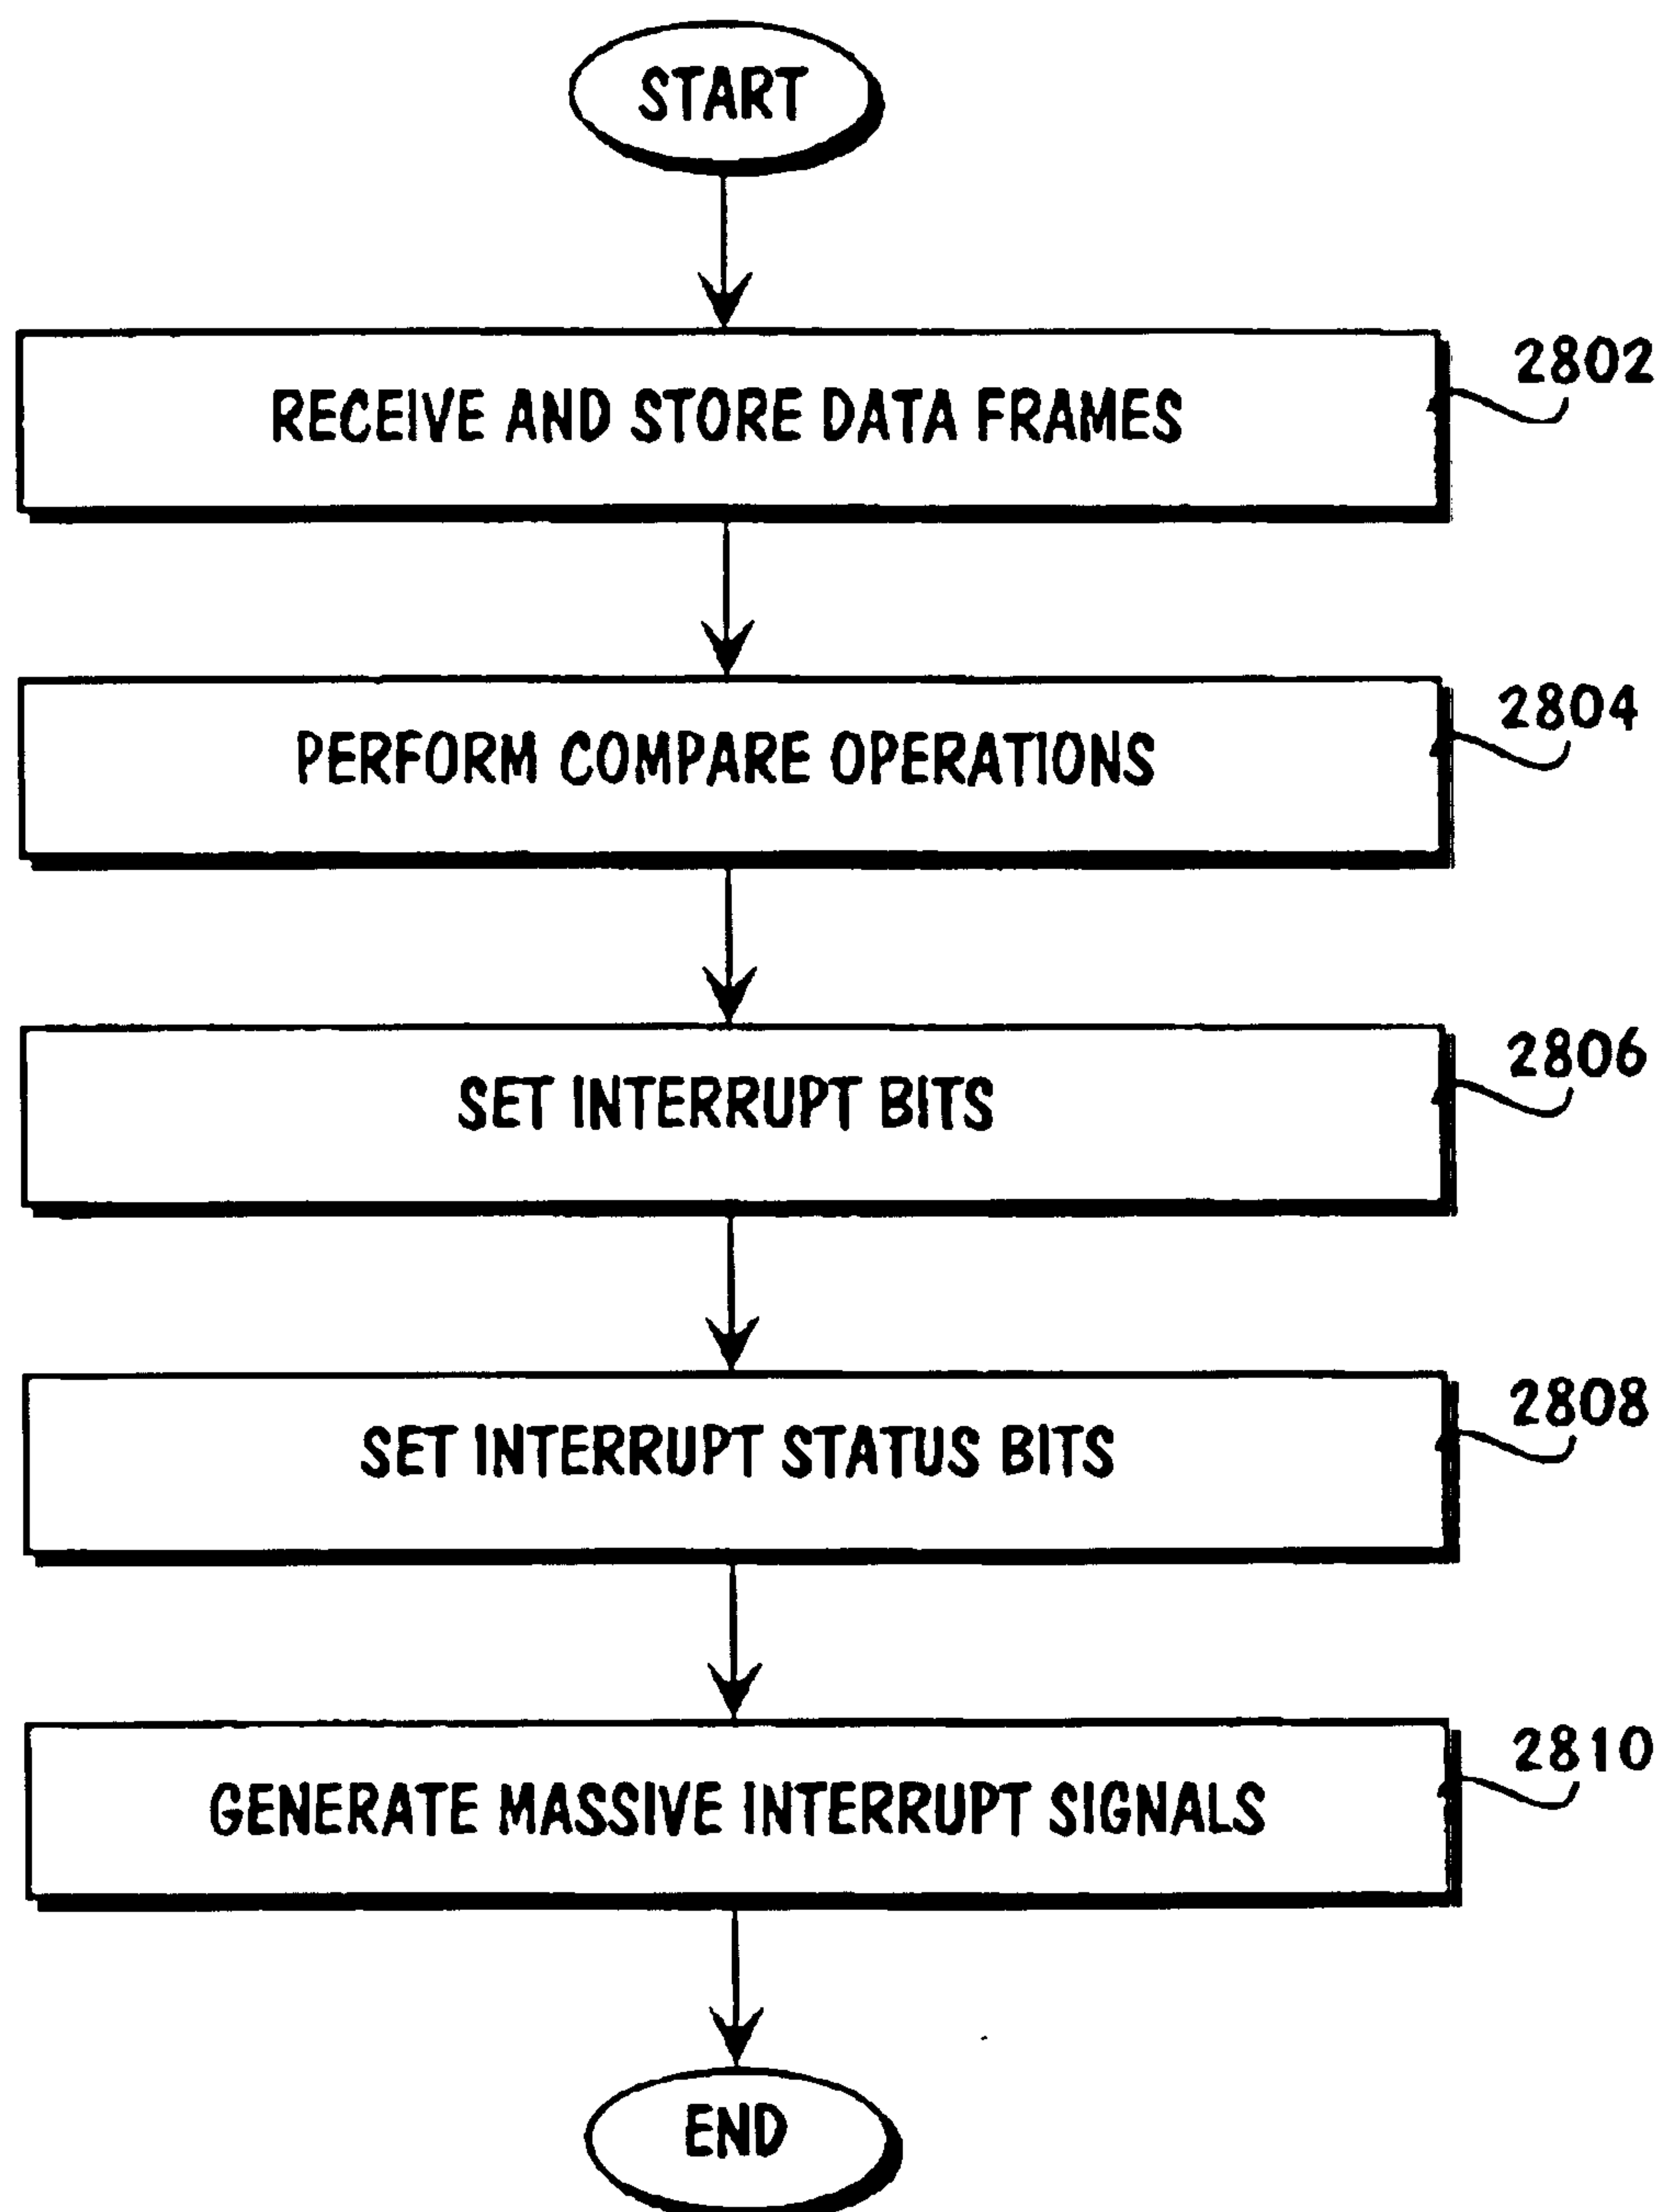 START
RECEIVE AND STORE DATA FRAMES
2802
PERFORM COMPARE OPERATIONS
2804
SET INTERRUPT BITS
2806
SET INTERRUPT STATUS BITS
2808
GENERATE MASSIVE INTERRUPT SIGNALS
2810
END